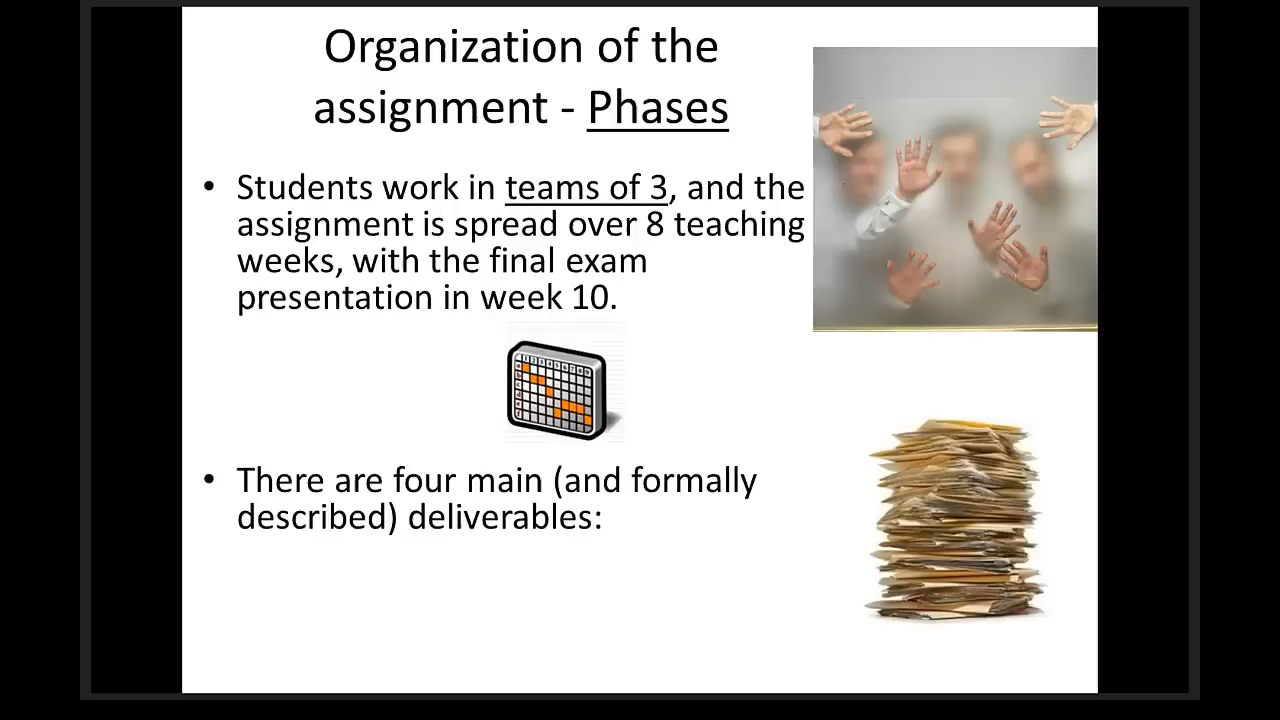 Organization of the
assignment - Phases
• Students work in teams of 3, and the
assignment is spread over 8 teaching
weeks, with the final exam
presentation in week 10.
• There are four main (and formally
described) deliverables: